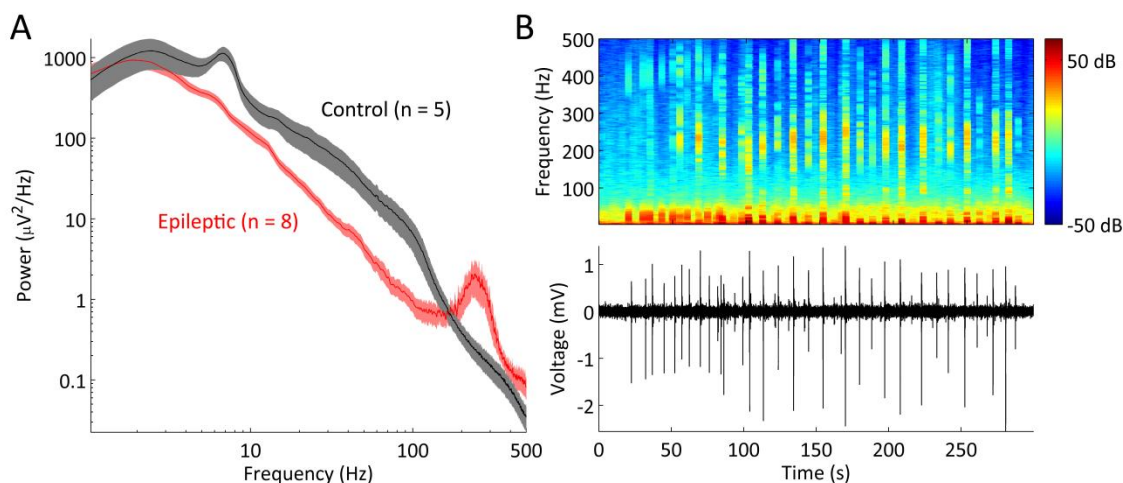 A
1000
100
10
1
0.1
Power (µV²/Hz)
Control (n = 5)
Epileptic (n = 8)
10
100
500
Frequency (Hz)
B
500
400
300
200
100
Frequency (Hz)
50 dB
-50 dB
1
0
-1
-2
Voltage (mV)
0
50
100
150
200
250
Time (s)